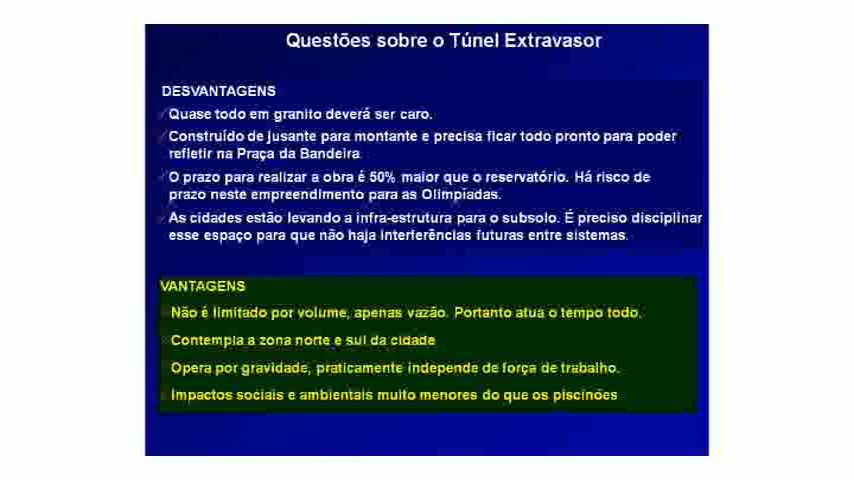 Questões sobre o Túnel Extravasor
DESVANTAGENS
Quase todo em granito deverá ser caro.
Construído de jusante para montante e precisa ficar todo pronto para poder
refletir na Praça da Bandeira.
O prazo para realizar a obra é 50% maior que o reservatório. Há risco de
prazo neste empreendimento para as Olimpíadas.
As cidades estão levando a infra-estrutura para o subsolo. É preciso disciplinar
esse espaço para que não haja interferências futuras entre sistemas.
VANTAGENS
Não é limitado por volume, apenas vazão. Portanto atua o tempo todo.
Contempla a zona norte e sul da cidade
Opera por gravidade, praticamente independe de força de trabalho.
Impactos sociais e ambientais muito menores do que os piscinões